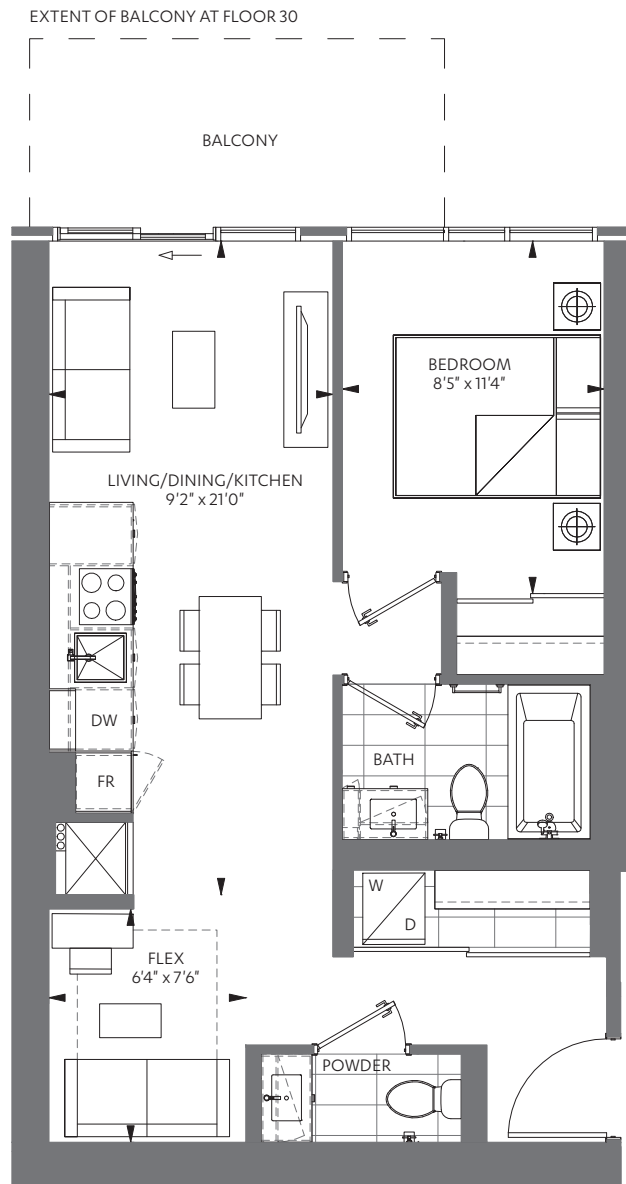 EXTENT OF BALCONY AT FLOOR 30
BALCONY
BEDROOM
8'5" x 11'4"
LIVING/DINING/KITCHEN
9'2" x 21'0"
DW
FR
BATH
W
D
FLEX
6'4" x 7'6"
POWDER